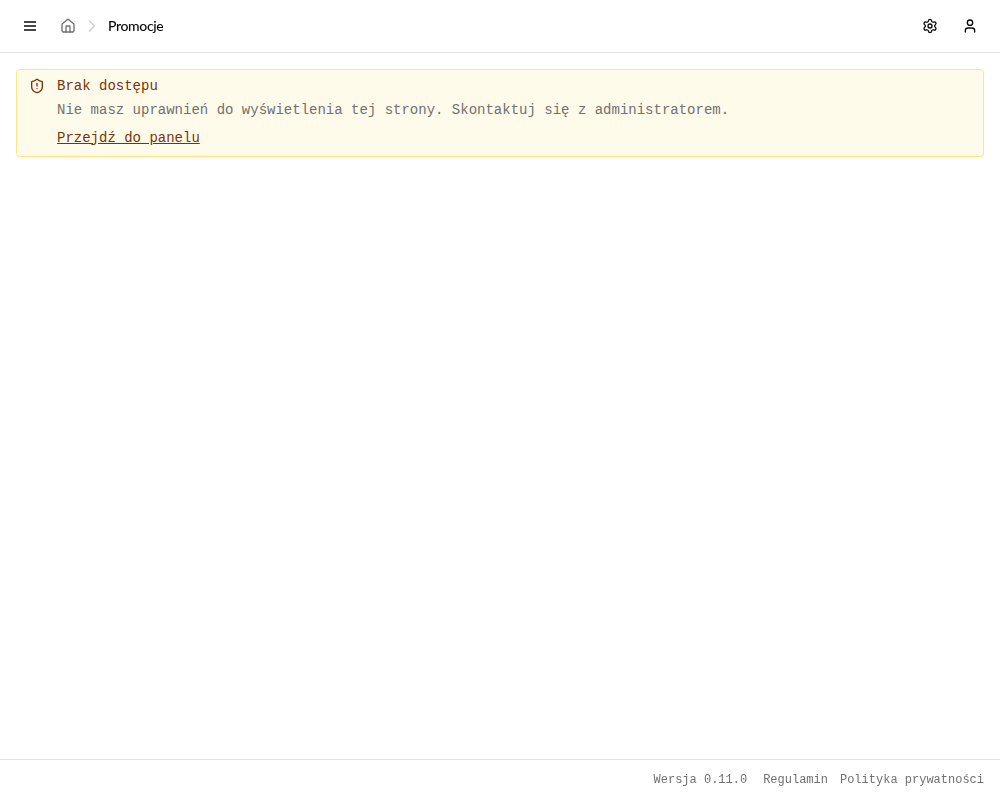 Promocje
Brak dostępu
Nie masz uprawnień do wyświetlenia tej strony. Skontaktuj się z administratorem.
Przejdź do panelu
Wersja 0.11.0 Regulamin Polityka prywatności